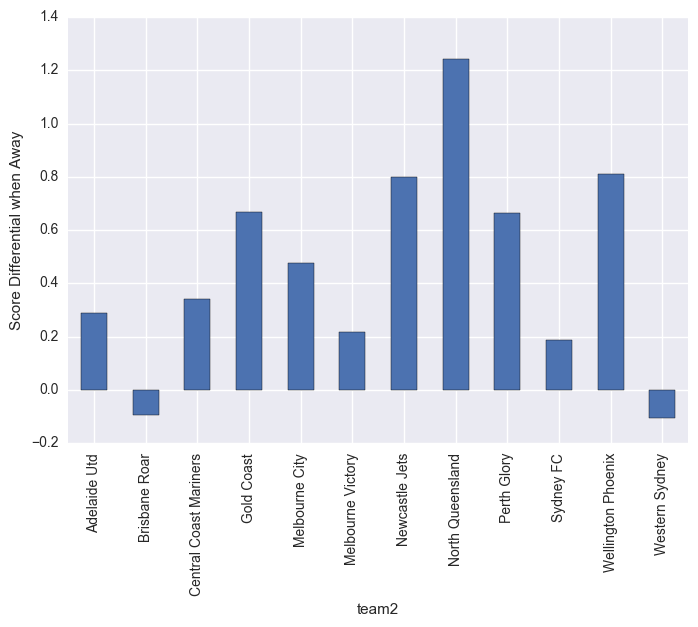 Score Differential when Away
1.4
1.2
1.0
0.8
0.6
0.4
0.2
0.0
−0.2
Adelaide Utd
Brisbane Roar
Central Coast Mariners
Gold Coast
Melbourne City
Melbourne Victory
Newcastle Jets
North Queensland
Perth Glory
Sydney FC
Wellington Phoenix
Western Sydney
team2